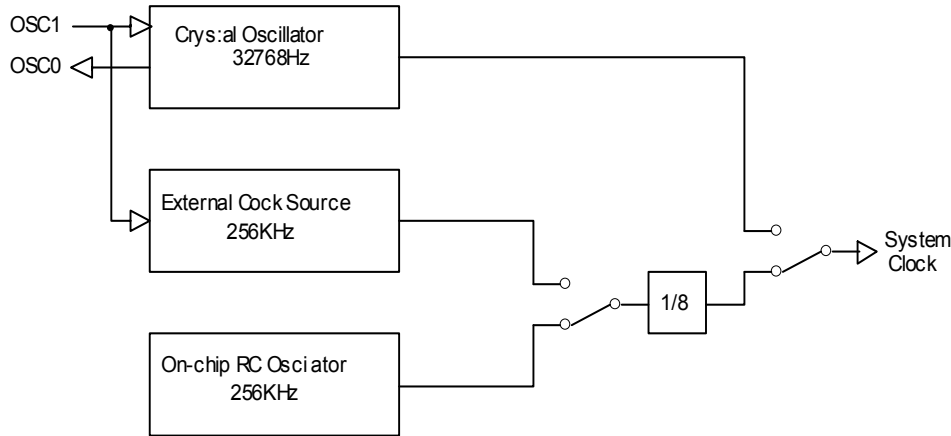 OSC1
OSC0
Crys:al Oscillator
32768Hz
External Cock Source
256KHz
On-chip RC Osciator
256KHz
1/8
System
Clock